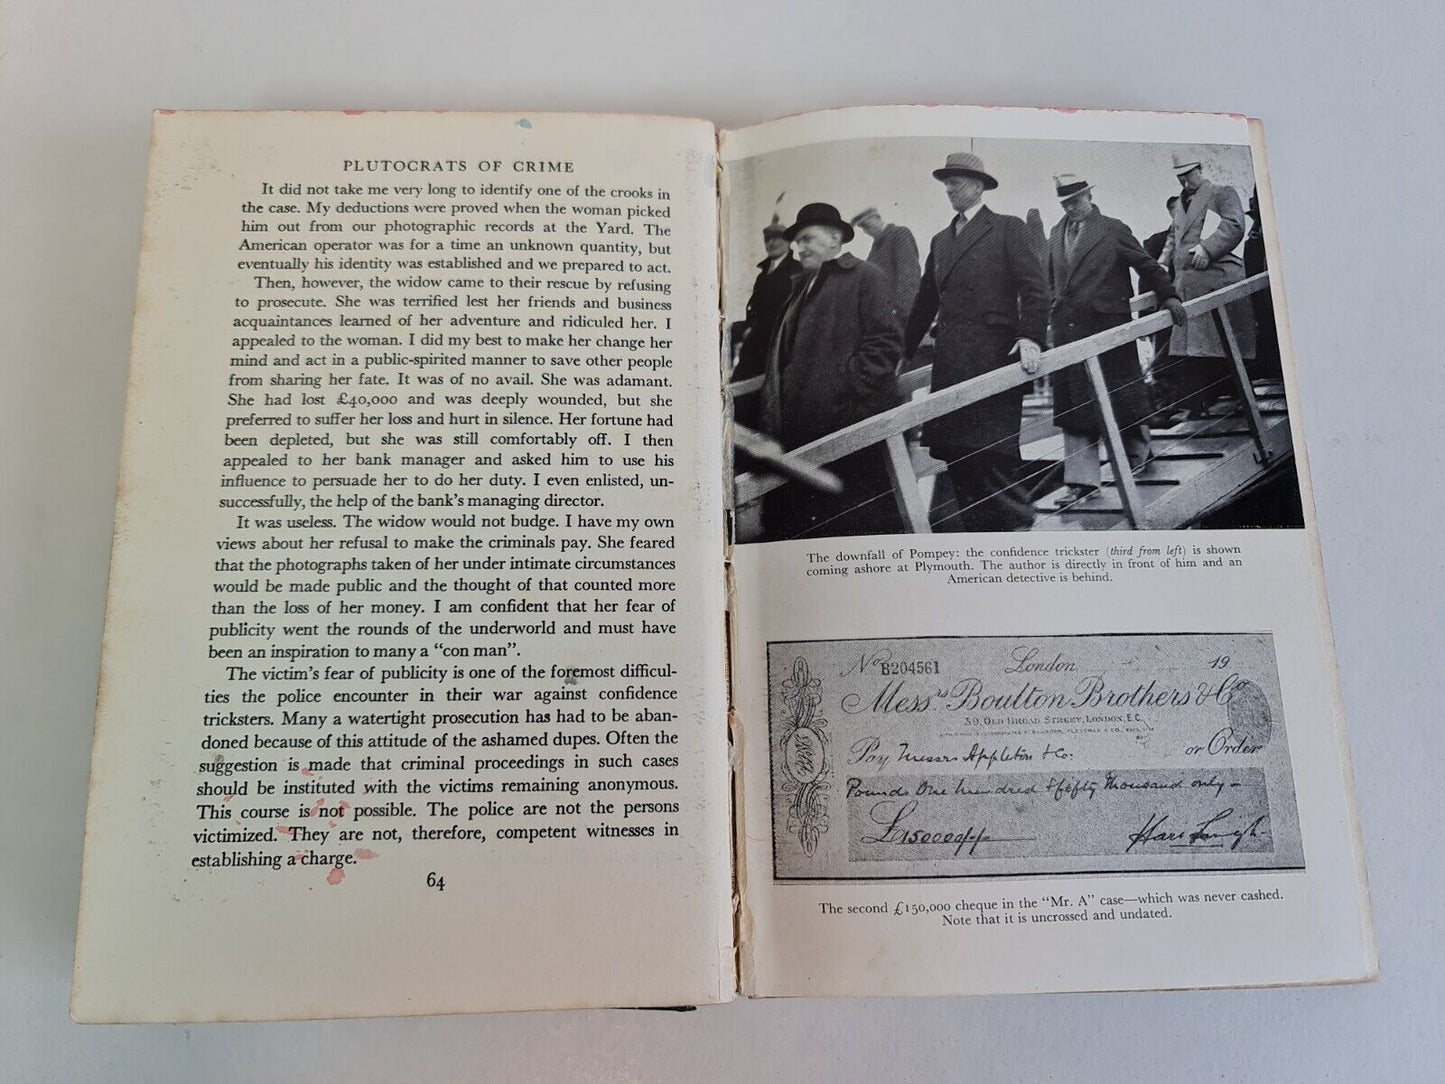 PLUTOCRATS OF CRIME
It did not take me very long to identify one of the crooks in
the case. My deductions were proved when the woman picked
him out from our photographic records at the Yard. The
American operator was for a time an unknown quantity, but
eventually his identity was established and we prepared to act.
Then, however, the widow came to their rescue by refusing
to prosecute. She was terrified lest her friends and business
acquaintances learned of her adventure and ridiculed her. I
appealed to the woman. I did my best to make her change her
mind and act in a public-spirited manner to save other people
from sharing her fate. It was of no avail. She was adamant.
She had lost £40,000 and was deeply wounded, but she
preferred to suffer her loss and hurt in silence. Her fortune had
been depleted, but she was still comfortably off. I then
appealed to her bank manager and asked him to use his
influence to persuade her to do her duty. I even enlisted, un-
successfully, the help of the bank's managing director.
It was useless. The widow would not budge. I have my own
views about her refusal to make the criminals pay. She feared
that the photographs taken of her under intimate circumstances
would be made public and the thought of that counted more
than the loss of her money. I am confident that her fear of
publicity went the rounds of the underworld and must have
been an inspiration to many a "con man".
The victim's fear of publicity is one of the foremost difficul-
ties the police encounter in their war against confidence
tricksters. Many a watertight prosecution has had to be aban-
doned because of this attitude of the ashamed dupes. Often the
suggestion is made that criminal proceedings in such cases
should be instituted with the victims remaining anonymous.
This course is not possible. The police are not the persons
victimized. They are not, therefore, competent witnesses in
establishing a charge.
64
The downfall of Pompey: the confidence trickster (third from left) is shown
coming ashore at Plymouth. The author is directly in front of him and an
American detective is behind.
No B204561 London 19
Messrs Boulton Brothers & Co
39, OLD BROAD STREET, LONDON, E.C.
Pay Messrs Appleton & Co. or Order
Pounds One hundred & fifty thousand only -
£150000//-
The second £150,000 cheque in the "Mr. A" case—which was never cashed.
Note that it is uncrossed and undated.